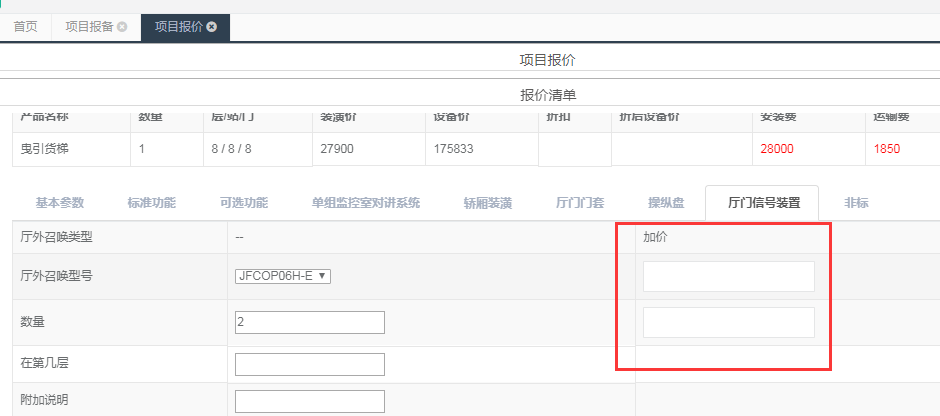 首页 项目报备 项目报价
项目报价
报价清单
产品名称 数量 层/站/门 装潢价 设备价 折扣 折后设备价 安装费 运输费
曳引货梯 1 8 / 8 / 8 27900 175833 28000 1850
基本参数 标准功能 可选功能 单组监控室对讲系统 轿厢装潢 厅门门套 操纵盘 厅门信号装置 非标
厅外召唤类型 -- 加价
厅外召唤型号 JFCOP06H-E
数量 2
在第几层
附加说明